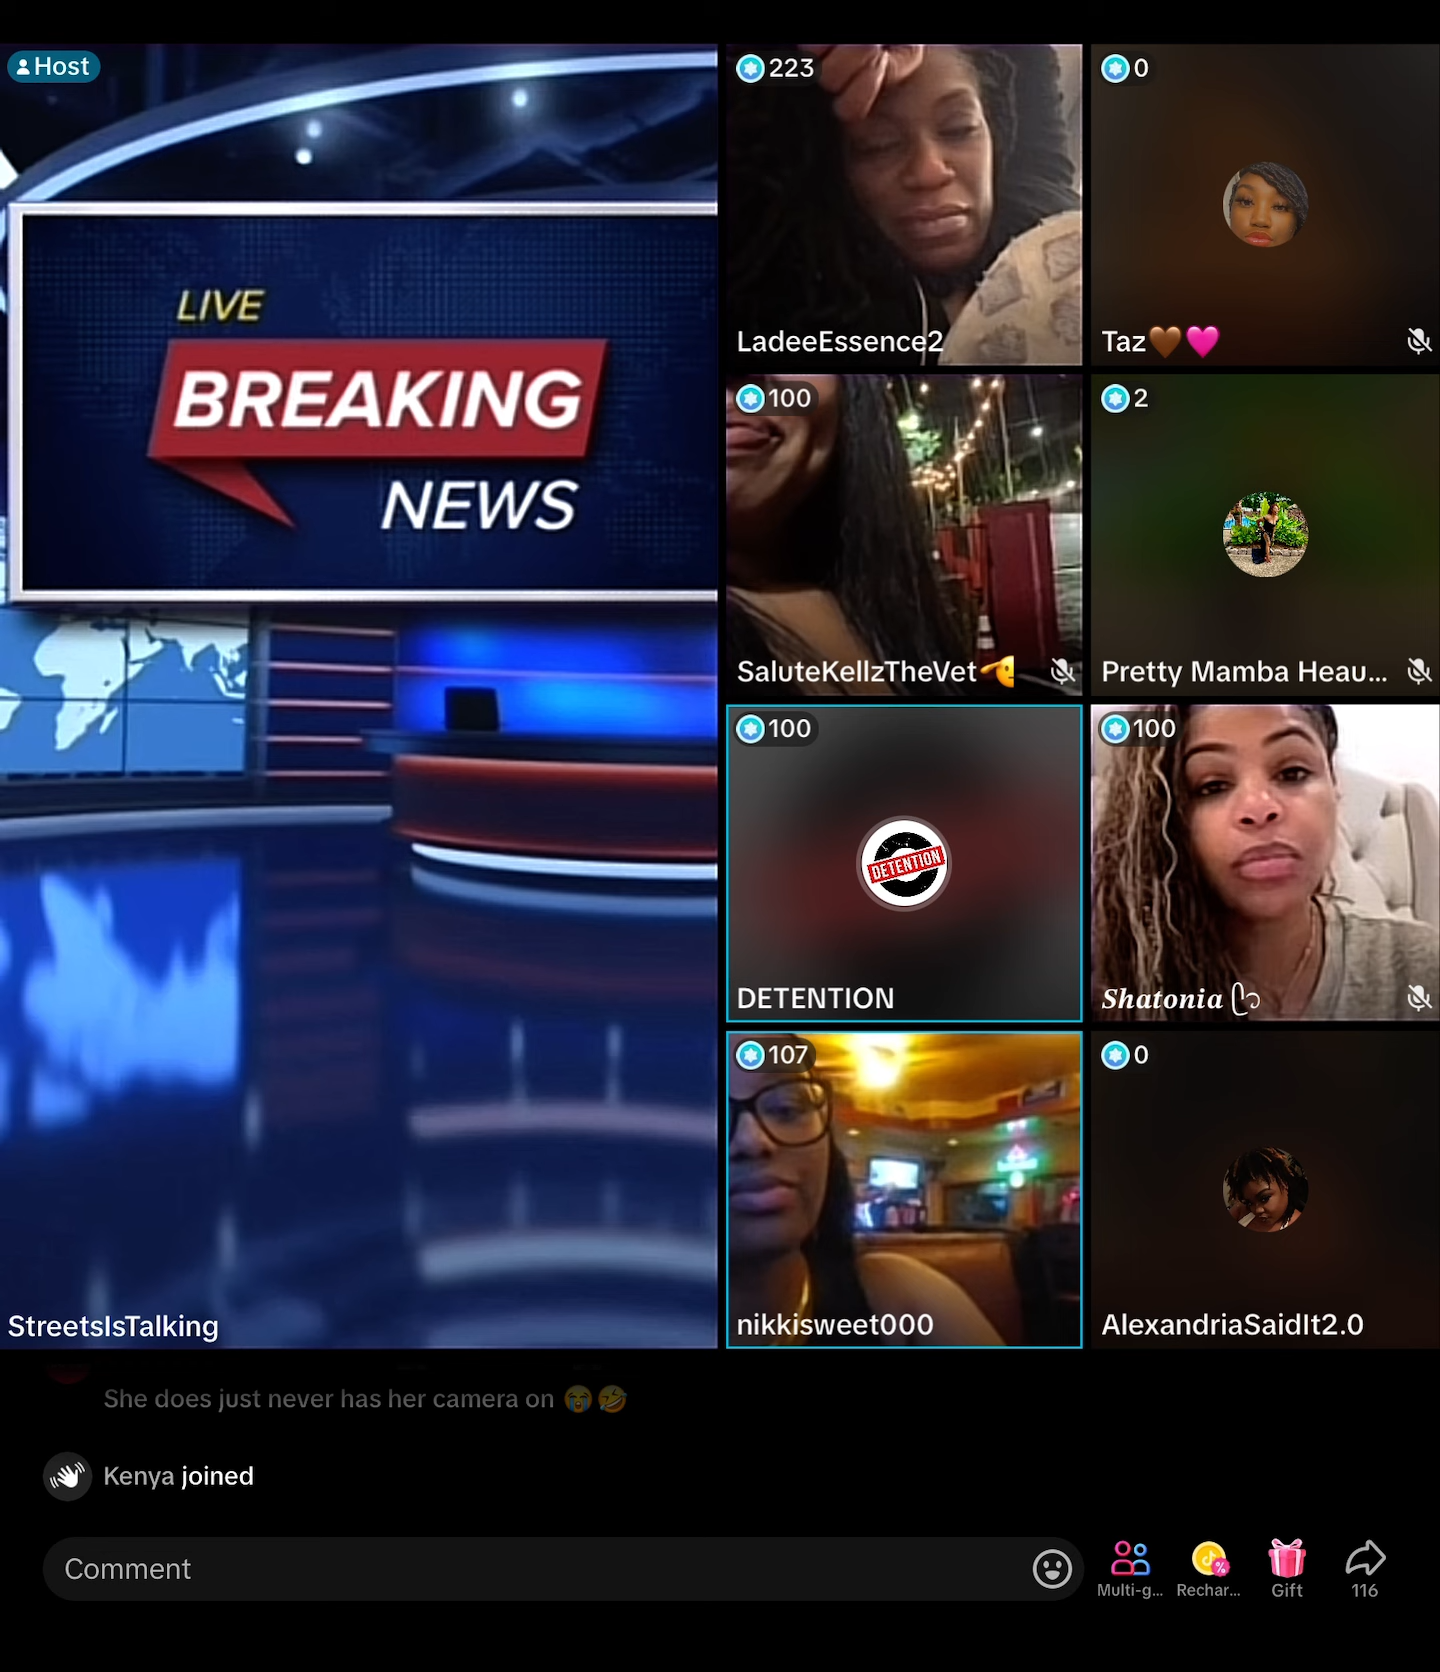 Host
LIVE
BREAKING
NEWS
StreetsIsTalking
223
LadeeEssence2
0
Taz🤎🩷
100
SaluteKellzTheVet🫡
2
Pretty Mamba Heau...
100
DETENTION
DETENTION
100
Shatonia
107
nikkisweet000
0
AlexandriaSaidIt2.0
She does just never has her camera on 😭🤣
Kenya joined
Comment
Multi-g...
Rechar...
Gift
116